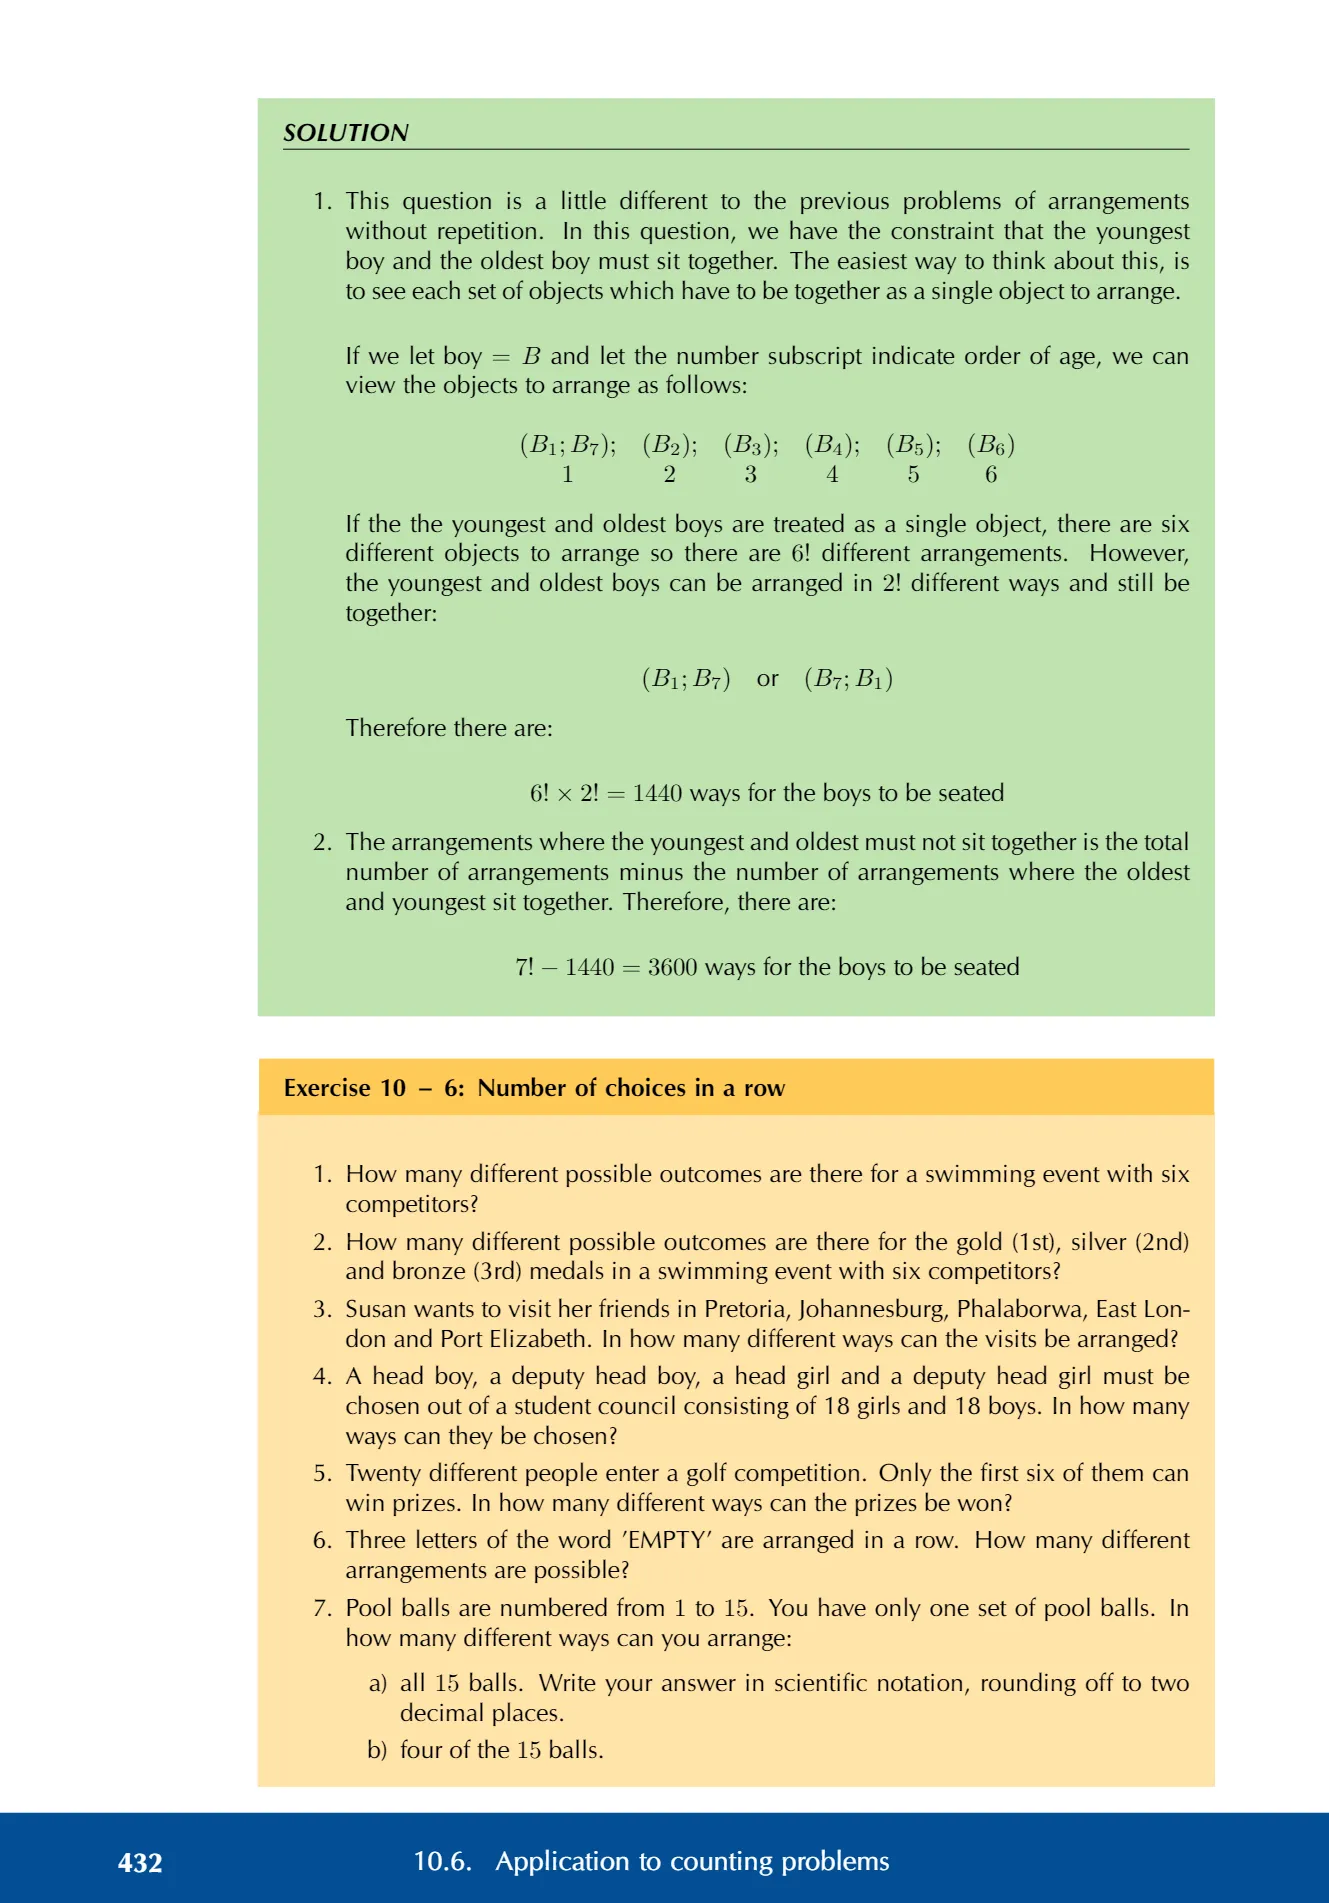 SOLUTION
1. This question is a little different to the previous problems of arrangements
without repetition. In this question, we have the constraint that the youngest
boy and the oldest boy must sit together. The easiest way to think about this, is
to see each set of objects which have to be together as a single object to arrange.
If we let boy = B and let the number subscript indicate order of age, we can
view the objects to arrange as follows:
(B₁; B₇); (B₂); (B₃); (B₄); (B₅); (B₆)
1 2 3 4 5 6
If the the youngest and oldest boys are treated as a single object, there are six
different objects to arrange so there are 6! different arrangements. However,
the youngest and oldest boys can be arranged in 2! different ways and still be
together:
(B₁; B₇) or (B₇; B₁)
Therefore there are:
6! × 2! = 1440 ways for the boys to be seated
2. The arrangements where the youngest and oldest must not sit together is the total
number of arrangements minus the number of arrangements where the oldest
and youngest sit together. Therefore, there are:
7! − 1440 = 3600 ways for the boys to be seated
Exercise 10 – 6: Number of choices in a row
1. How many different possible outcomes are there for a swimming event with six
competitors?
2. How many different possible outcomes are there for the gold (1st), silver (2nd)
and bronze (3rd) medals in a swimming event with six competitors?
3. Susan wants to visit her friends in Pretoria, Johannesburg, Phalaborwa, East Lon-
don and Port Elizabeth. In how many different ways can the visits be arranged?
4. A head boy, a deputy head boy, a head girl and a deputy head girl must be
chosen out of a student council consisting of 18 girls and 18 boys. In how many
ways can they be chosen?
5. Twenty different people enter a golf competition. Only the first six of them can
win prizes. In how many different ways can the prizes be won?
6. Three letters of the word ’EMPTY’ are arranged in a row. How many different
arrangements are possible?
7. Pool balls are numbered from 1 to 15. You have only one set of pool balls. In
how many different ways can you arrange:
a) all 15 balls. Write your answer in scientific notation, rounding off to two
decimal places.
b) four of the 15 balls.
432 10.6. Application to counting problems